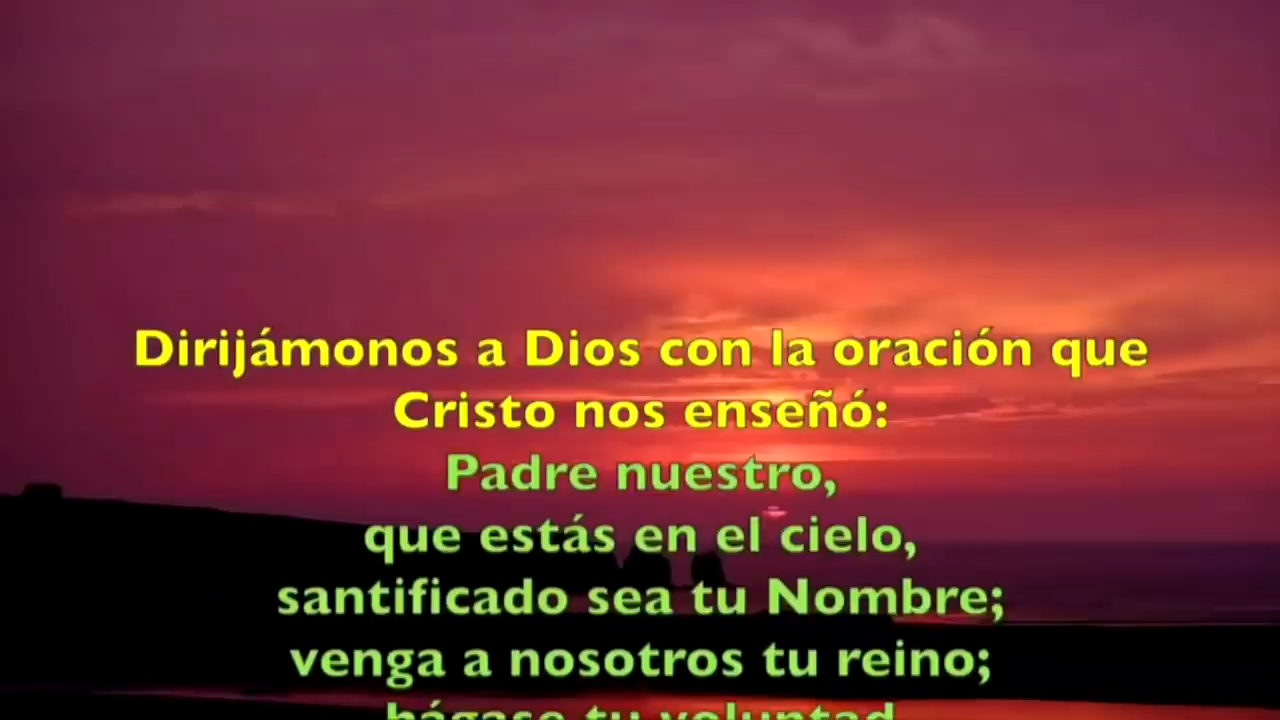 Dirijámonos a Dios con la oración que
Cristo nos enseñó:
Padre nuestro,
que estás en el cielo,
santificado sea tu Nombre;
venga a nosotros tu reino;
hágase tu voluntad